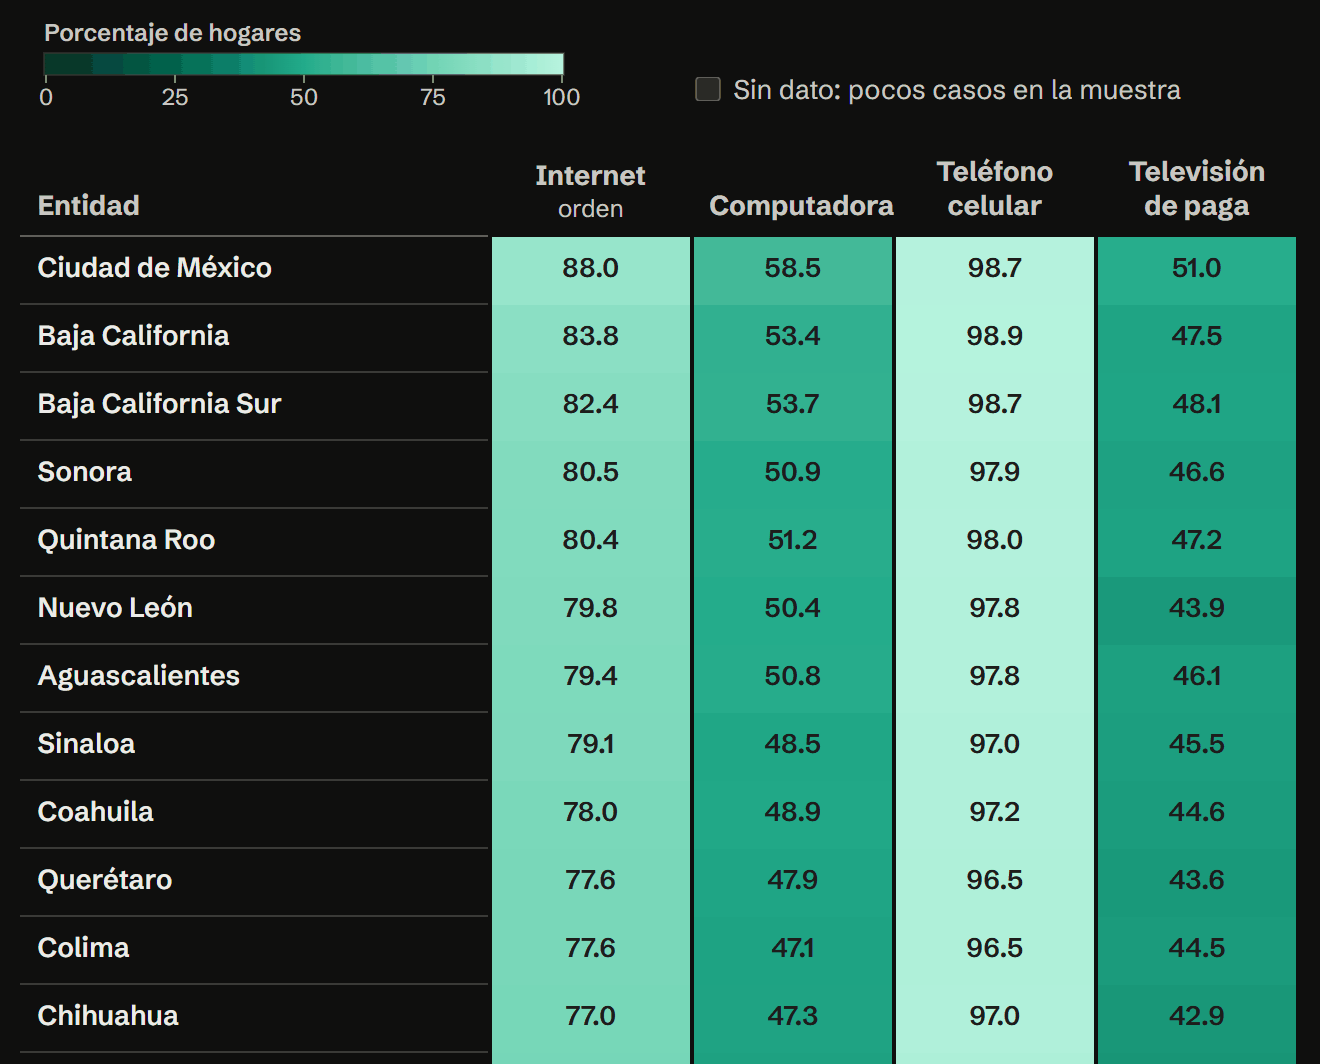 Porcentaje de hogares
0 25 50 75 100
Sin dato: pocos casos en la muestra
Entidad Internet orden Computadora Teléfono celular Televisión de paga
Ciudad de México 88.0 58.5 98.7 51.0
Baja California 83.8 53.4 98.9 47.5
Baja California Sur 82.4 53.7 98.7 48.1
Sonora 80.5 50.9 97.9 46.6
Quintana Roo 80.4 51.2 98.0 47.2
Nuevo León 79.8 50.4 97.8 43.9
Aguascalientes 79.4 50.8 97.8 46.1
Sinaloa 79.1 48.5 97.0 45.5
Coahuila 78.0 48.9 97.2 44.6
Querétaro 77.6 47.9 96.5 43.6
Colima 77.6 47.1 96.5 44.5
Chihuahua 77.0 47.3 97.0 42.9